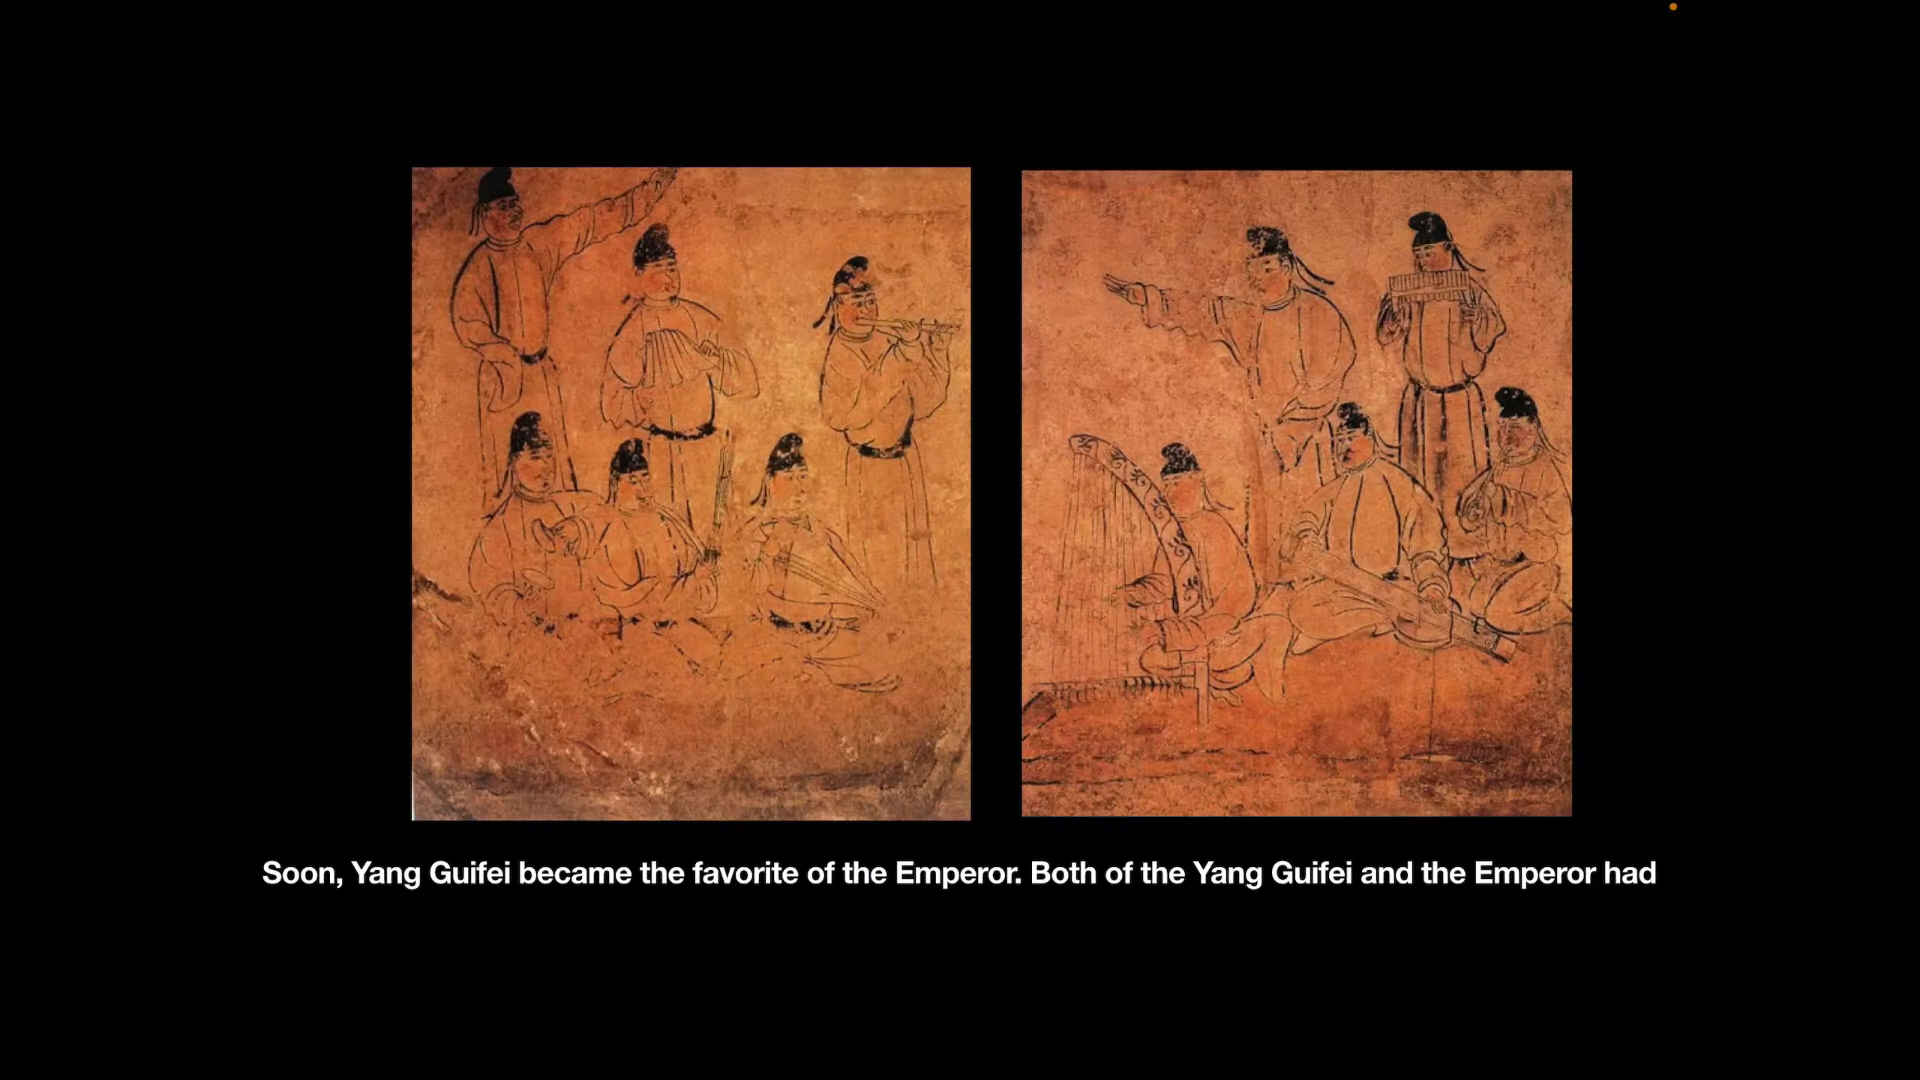 Soon, Yang Guifei became the favorite of the Emperor. Both of the Yang Guifei and the Emperor had